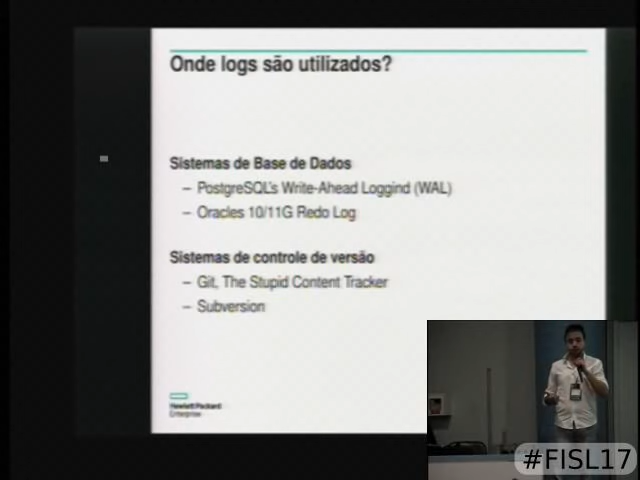 Onde logs são utilizados?
Sistemas de Base de Dados
– PostgreSQL's Write-Ahead Loggind (WAL)
– Oracles 10/11G Redo Log
Sistemas de controle de versão
– Git, The Stupid Content Tracker
– Subversion
Hewlett Packard
Enterprise
#FISL17